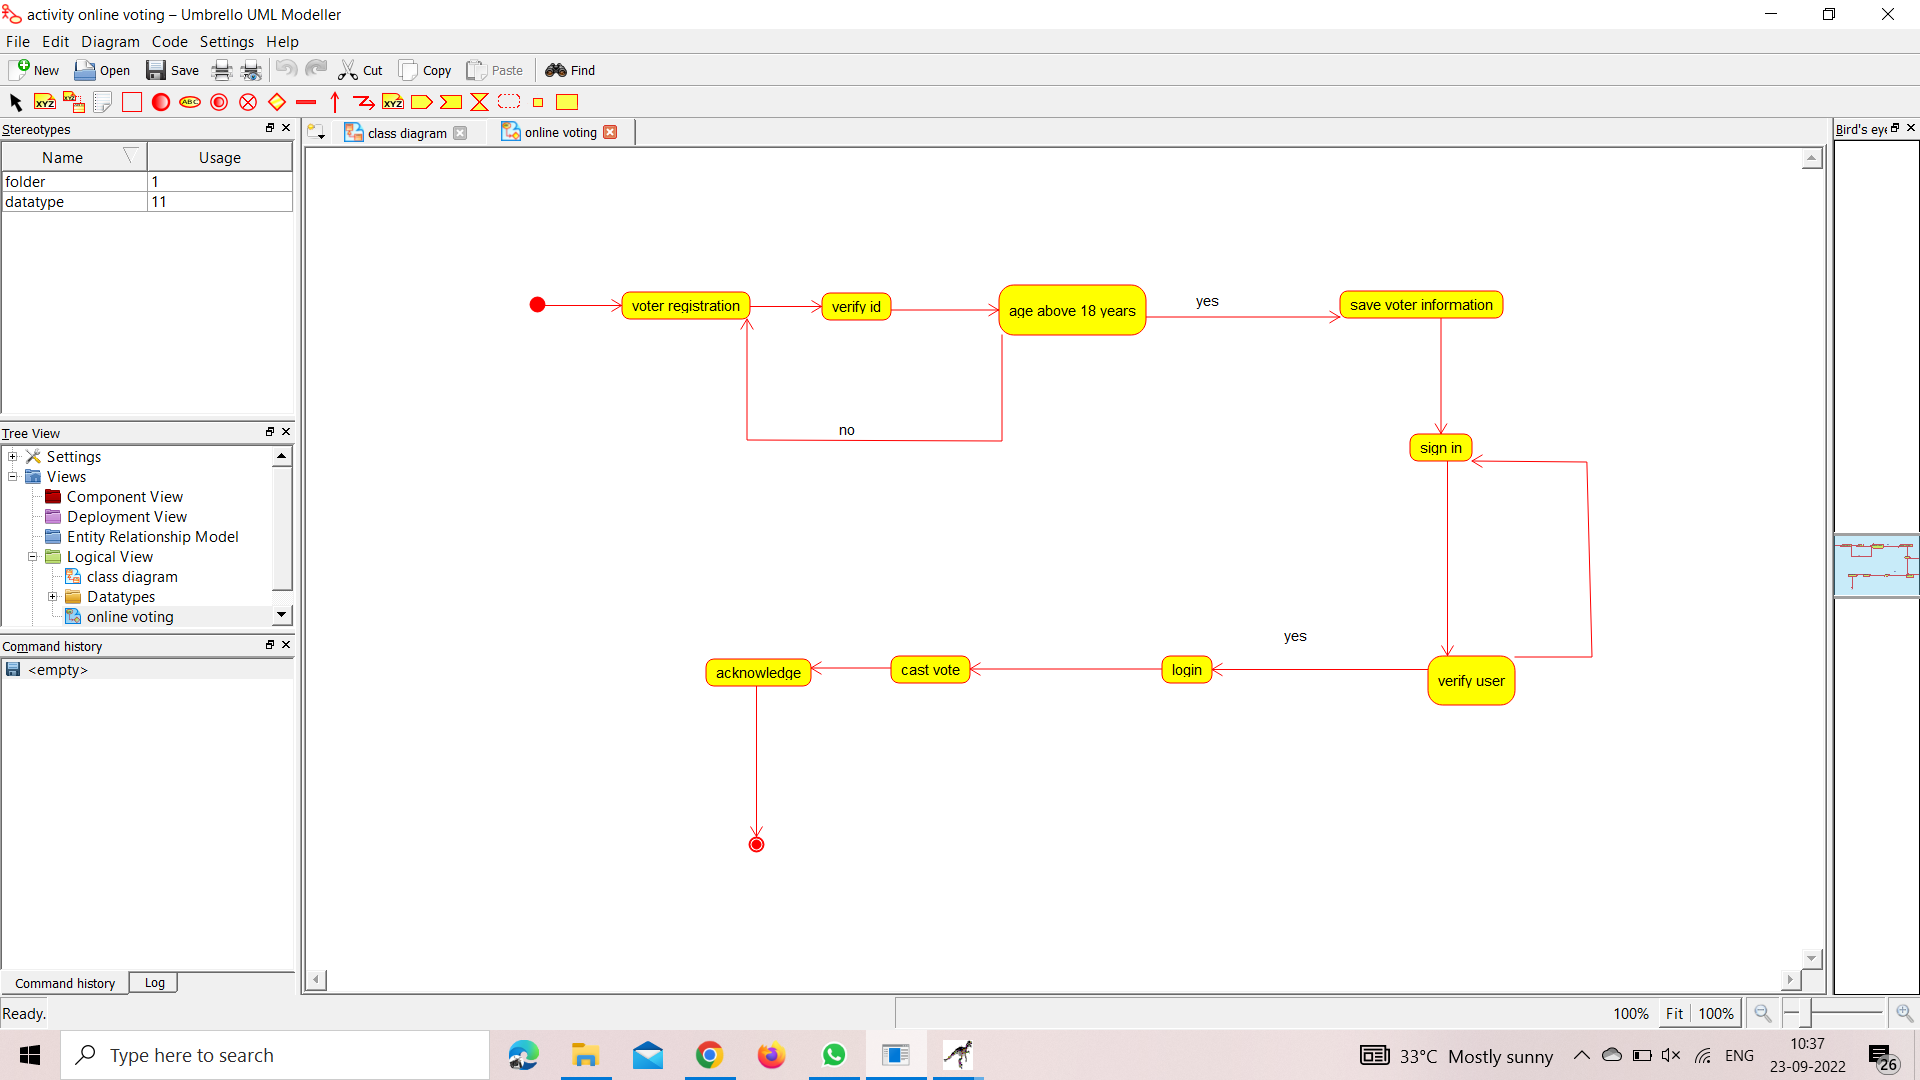 activity online voting – Umbrello UML Modeller
File Edit Diagram Code Settings Help
New Open Save Cut Copy Paste Find
XYZ XYZ ABC XYZ
Stereotypes
Name Usage
folder 1
datatype 11
Tree View
Settings
Views
Component View
Deployment View
Entity Relationship Model
Logical View
class diagram
Datatypes
online voting
Command history
<empty>
Command history Log
class diagram online voting
voter registration
verify id
age above 18 years
yes
save voter information
no
sign in
yes
verify user
login
cast vote
acknowledge
Bird's eye
Ready.
100% Fit 100%
Type here to search
33°C Mostly sunny
ENG
10:37
23-09-2022
26